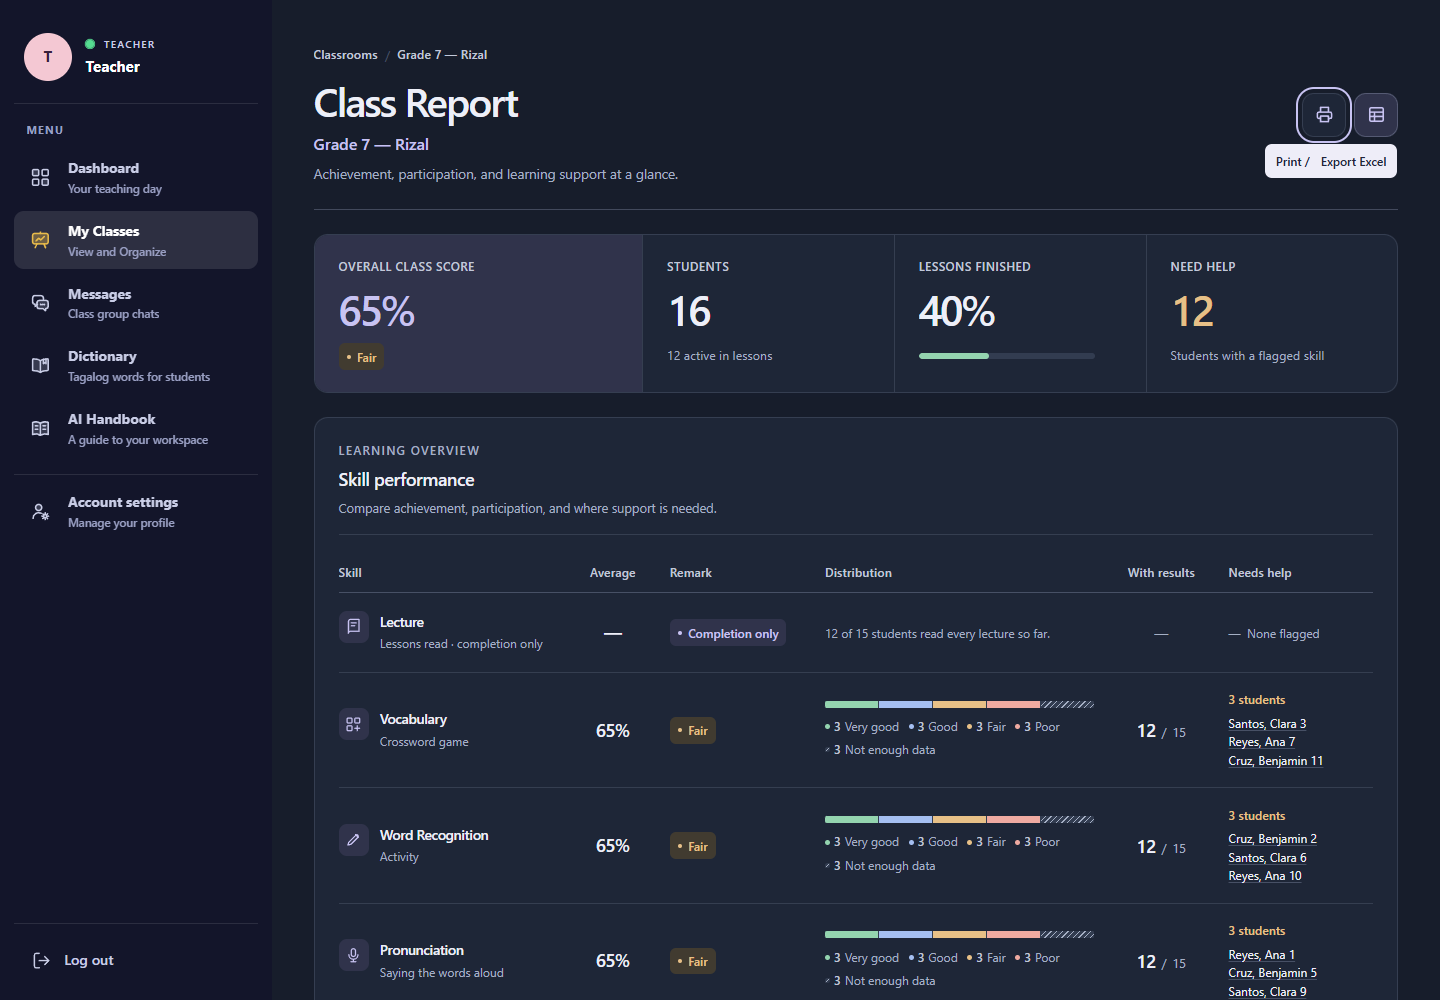 T
TEACHER
Teacher
MENU
Dashboard
Your teaching day
My Classes
View and Organize
Messages
Class group chats
Dictionary
Tagalog words for students
AI Handbook
A guide to your workspace
Account settings
Manage your profile
Log out
Classrooms / Grade 7 — Rizal
Class Report
Grade 7 — Rizal
Achievement, participation, and learning support at a glance.
Print / Export Excel
OVERALL CLASS SCORE
65%
Fair
STUDENTS
16
12 active in lessons
LESSONS FINISHED
40%
NEED HELP
12
Students with a flagged skill
LEARNING OVERVIEW
Skill performance
Compare achievement, participation, and where support is needed.
Skill Average Remark Distribution With results Needs help
Lecture
Lessons read · completion only
—
Completion only
12 of 15 students read every lecture so far.
—
— None flagged
Vocabulary
Crossword game
65%
Fair
3 Very good 3 Good 3 Fair 3 Poor
3 Not enough data
12 / 15
3 students
Santos, Clara 3
Reyes, Ana 7
Cruz, Benjamin 11
Word Recognition
Activity
65%
Fair
3 Very good 3 Good 3 Fair 3 Poor
3 Not enough data
12 / 15
3 students
Cruz, Benjamin 2
Santos, Clara 6
Reyes, Ana 10
Pronunciation
Saying the words aloud
65%
Fair
3 Very good 3 Good 3 Fair 3 Poor
3 Not enough data
12 / 15
3 students
Reyes, Ana 1
Cruz, Benjamin 5
Santos, Clara 9